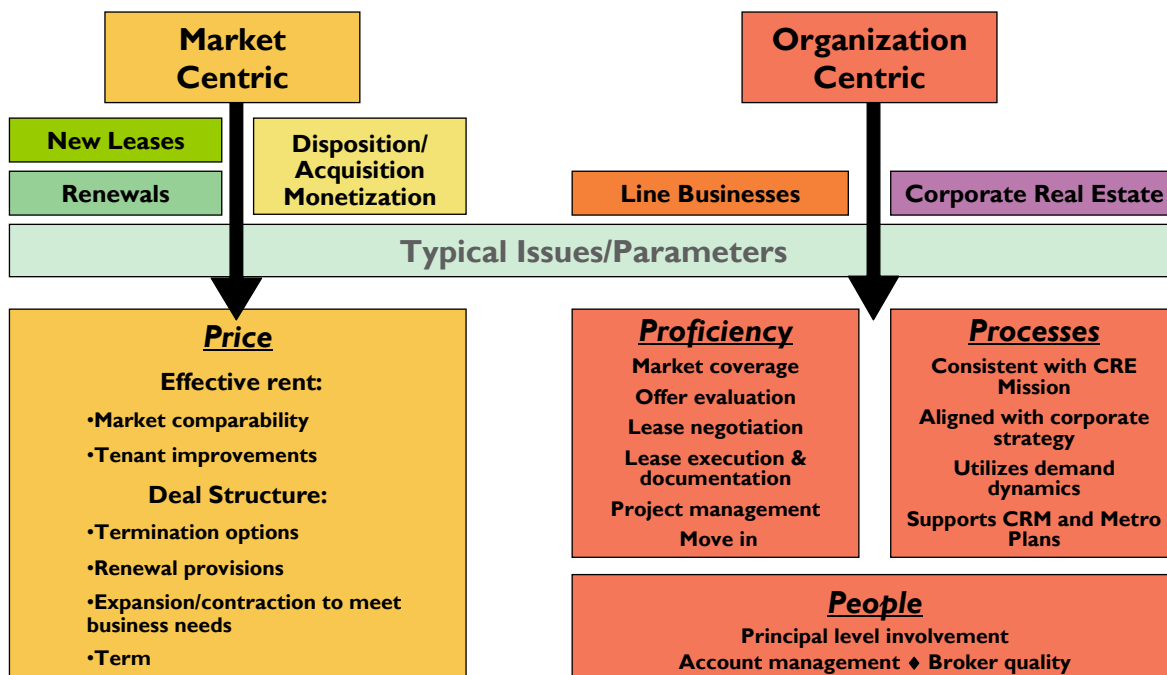 Market
Centric
Organization
Centric
New Leases
Renewals
Disposition/
Acquisition
Monetization
Line Businesses
Corporate Real Estate
Typical Issues/Parameters
Price
Effective rent:
•Market comparability
•Tenant improvements
Deal Structure:
•Termination options
•Renewal provisions
•Expansion/contraction to meet
business needs
•Term
Proficiency
Market coverage
Offer evaluation
Lease negotiation
Lease execution &
documentation
Project management
Move in
Processes
Consistent with CRE
Mission
Aligned with corporate
strategy
Utilizes demand
dynamics
Supports CRM and Metro
Plans
People
Principal level involvement
Account management ♦ Broker quality